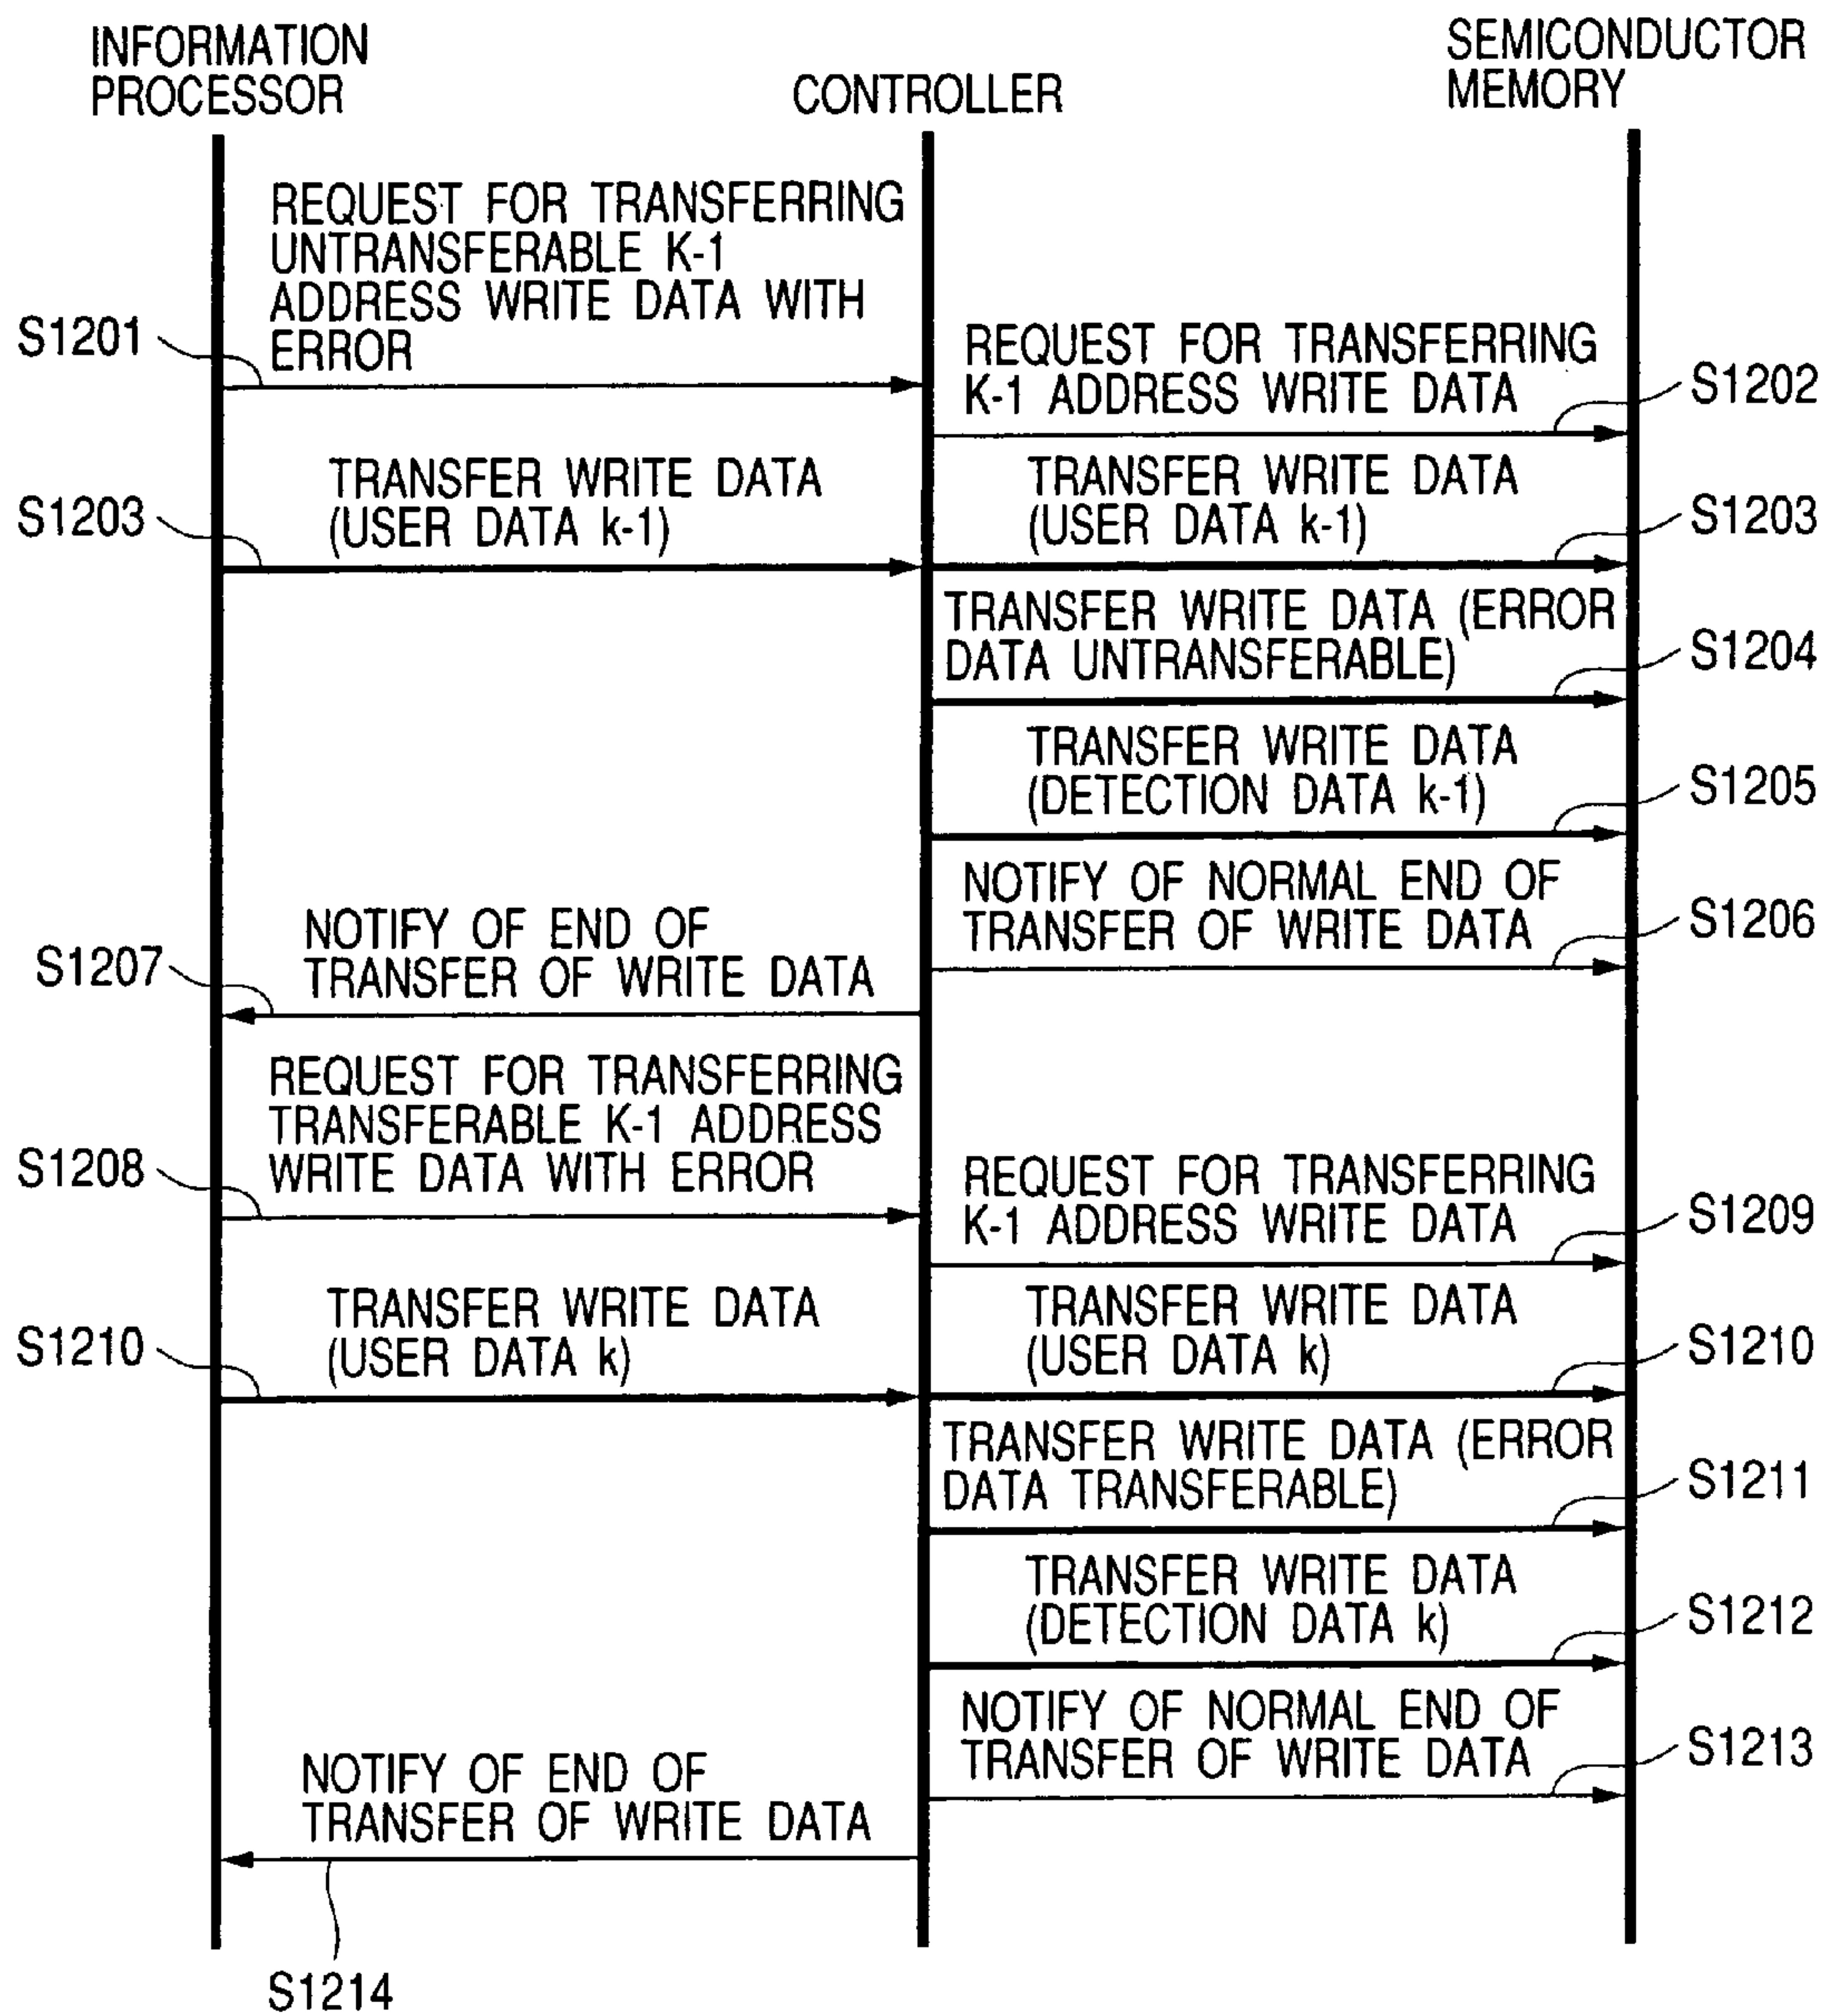 INFORMATION
PROCESSOR
CONTROLLER
SEMICONDUCTOR
MEMORY
REQUEST FOR TRANSFERRING
UNTRANSFERABLE K-1
ADDRESS WRITE DATA WITH
ERROR
S1201
REQUEST FOR TRANSFERRING
K-1 ADDRESS WRITE DATA
S1202
TRANSFER WRITE DATA
(USER DATA k-1)
S1203
TRANSFER WRITE DATA
(USER DATA k-1)
S1203
TRANSFER WRITE DATA (ERROR
DATA UNTRANSFERABLE)
S1204
TRANSFER WRITE DATA
(DETECTION DATA k-1)
S1205
NOTIFY OF NORMAL END OF
TRANSFER OF WRITE DATA
S1206
NOTIFY OF END OF
TRANSFER OF WRITE DATA
S1207
REQUEST FOR TRANSFERRING
TRANSFERABLE K-1 ADDRESS
WRITE DATA WITH ERROR
S1208
REQUEST FOR TRANSFERRING
K-1 ADDRESS WRITE DATA
S1209
TRANSFER WRITE DATA
(USER DATA k)
S1210
TRANSFER WRITE DATA
(USER DATA k)
S1210
TRANSFER WRITE DATA (ERROR
DATA TRANSFERABLE)
S1211
TRANSFER WRITE DATA
(DETECTION DATA k)
S1212
NOTIFY OF NORMAL END OF
TRANSFER OF WRITE DATA
S1213
NOTIFY OF END OF
TRANSFER OF WRITE DATA
S1214